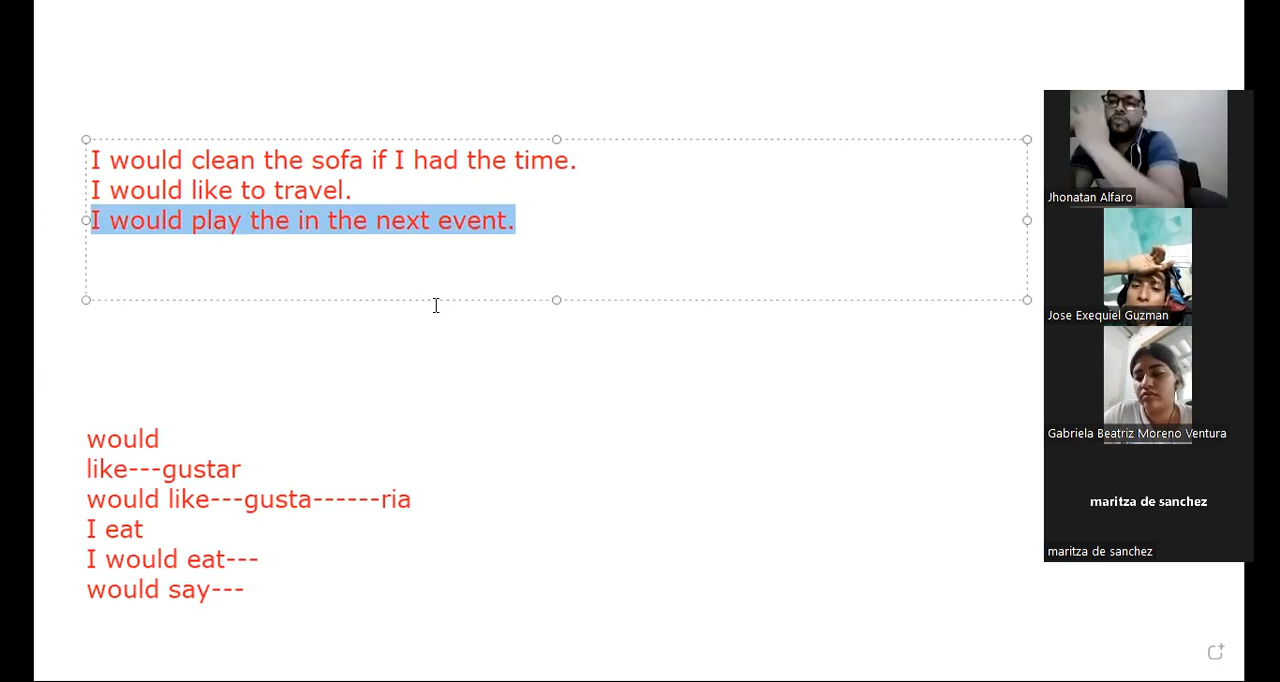 I would clean the sofa if I had the time.
I would like to travel.
I would play the in the next event.
would
like---gustar
would like---gusta------ria
I eat
I would eat---
would say---
Jhonatan Alfaro
Jose Exequiel Guzman
Gabriela Beatriz Moreno Ventura
maritza de sanchez
maritza de sanchez